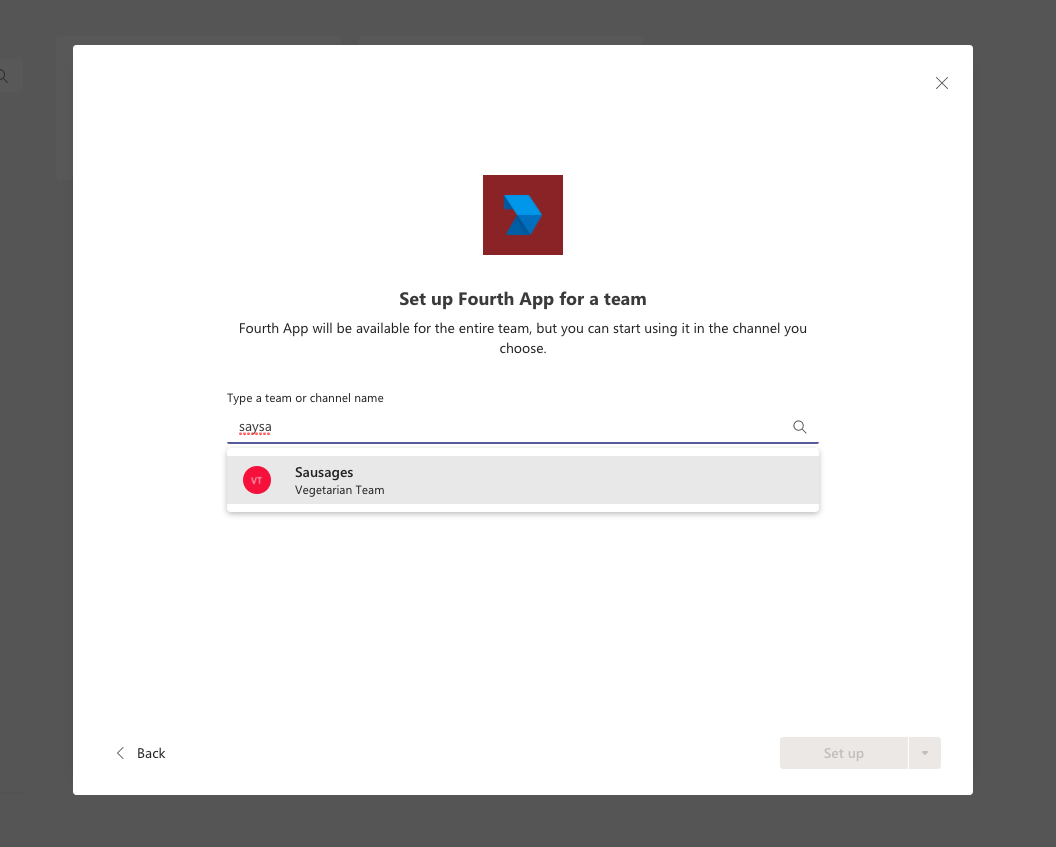 Set up Fourth App for a team
Fourth App will be available for the entire team, but you can start using it in the channel you
choose.
Type a team or channel name
saysa
VT
Sausages
Vegetarian Team
Back
Set up